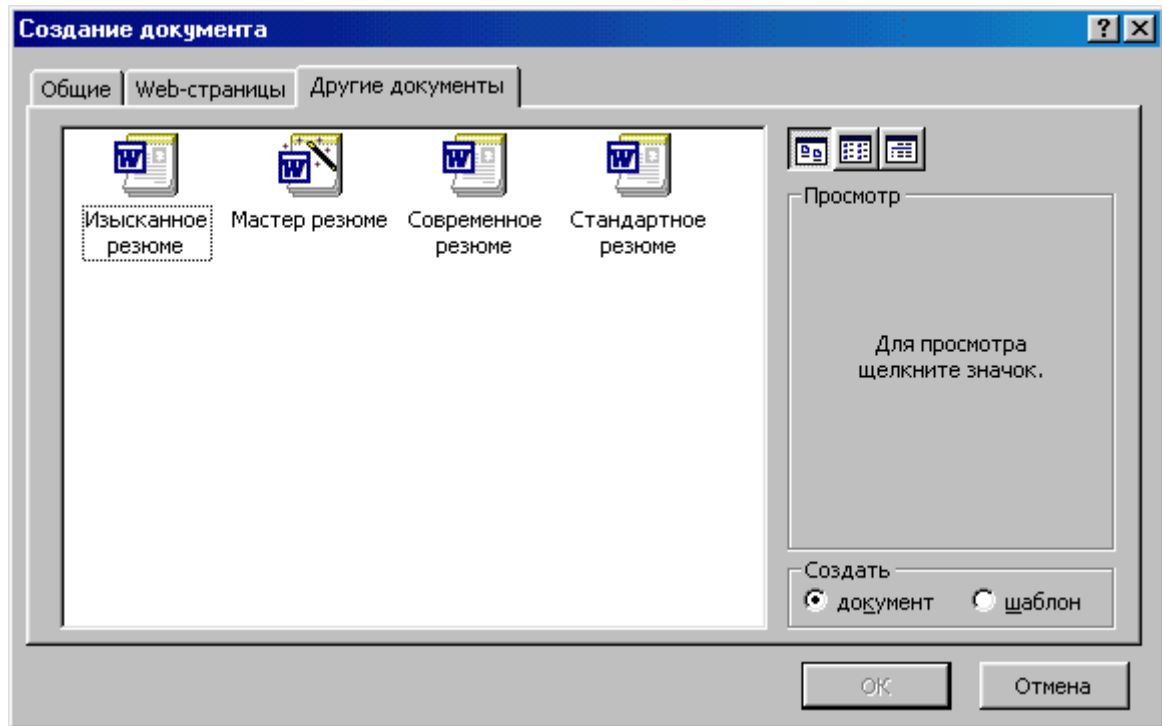 Создание документа
Общие
Web-страницы
Другие документы
Изысканное
резюме
Мастер резюме
Современное
резюме
Стандартное
резюме
Просмотр
Для просмотра
щелкните значок.
Создать
документ
шаблон
OK
Отмена